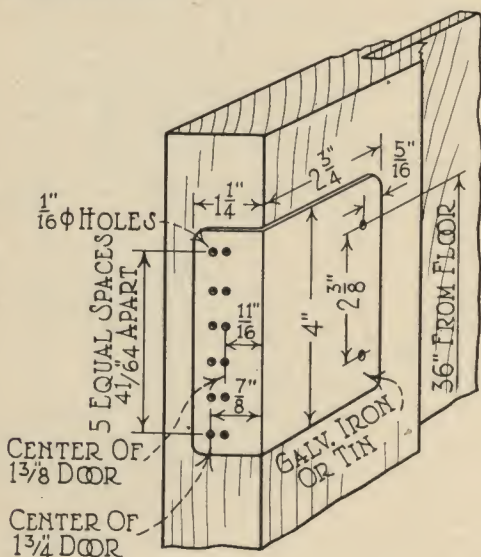 1/16"ϕ HOLES
1 1/4"
2 3/4"
5/16"
5 EQUAL SPACES
41/64 APART
11/16"
7/8"
4"
2 3/8"
36" FROM FLOOR
CENTER OF
1 3/8" DOOR
CENTER OF
1 3/4" DOOR
GALV. IRON
OR TIN